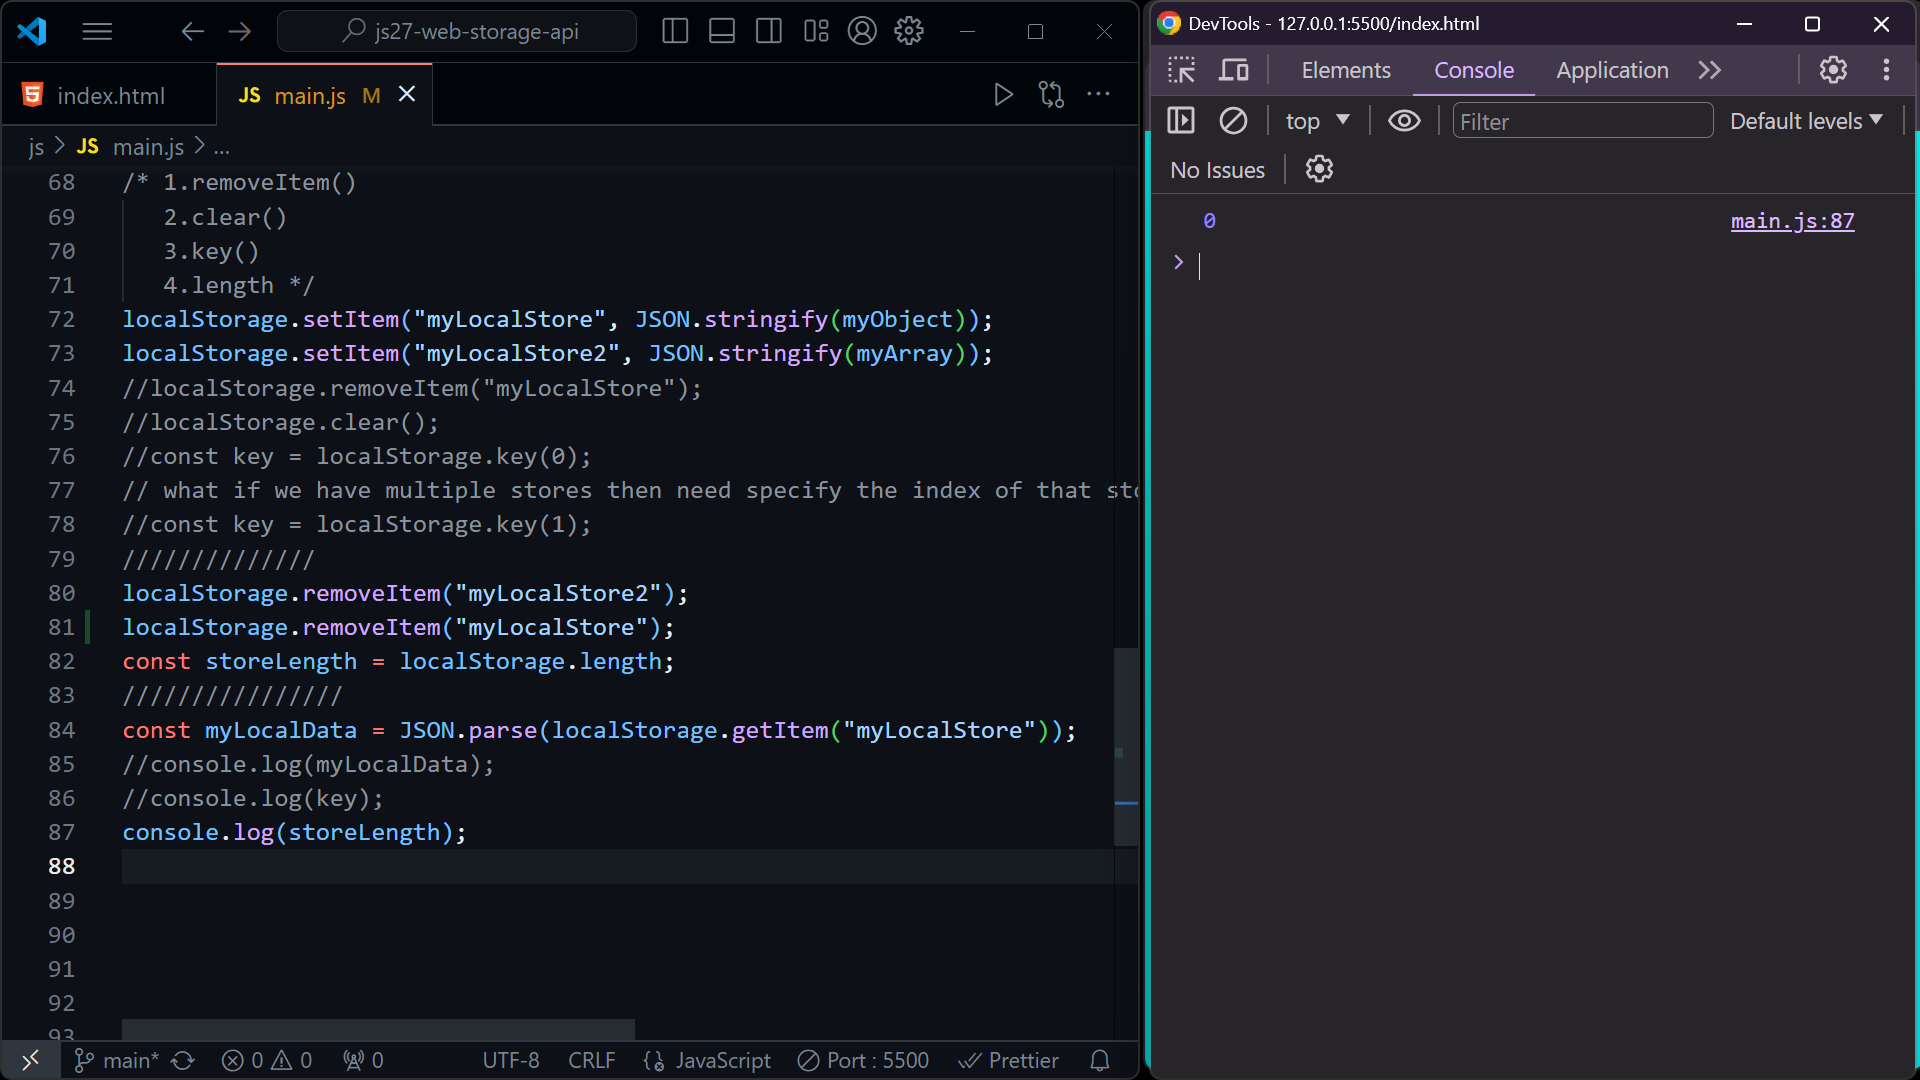 js27-web-storage-api
index.html
JS main.js M
js > JS main.js > ...
68 /* 1.removeItem()
69 2.clear()
70 3.key()
71 4.length */
72 localStorage.setItem("myLocalStore", JSON.stringify(myObject));
73 localStorage.setItem("myLocalStore2", JSON.stringify(myArray));
74 //localStorage.removeItem("myLocalStore");
75 //localStorage.clear();
76 //const key = localStorage.key(0);
77 // what if we have multiple stores then need specify the index of that
78 //const key = localStorage.key(1);
79 //////////////
80 localStorage.removeItem("myLocalStore2");
81 localStorage.removeItem("myLocalStore");
82 const storeLength = localStorage.length;
83 ////////////////
84 const myLocalData = JSON.parse(localStorage.getItem("myLocalStore"));
85 //console.log(myLocalData);
86 //console.log(key);
87 console.log(storeLength);
88
89
90
91
92
93
main* 0 0 0 UTF-8 CRLF JavaScript Port : 5500 Prettier
DevTools - 127.0.0.1:5500/index.html
Elements Console Application
top Filter Default levels
No Issues
0 main.js:87
>